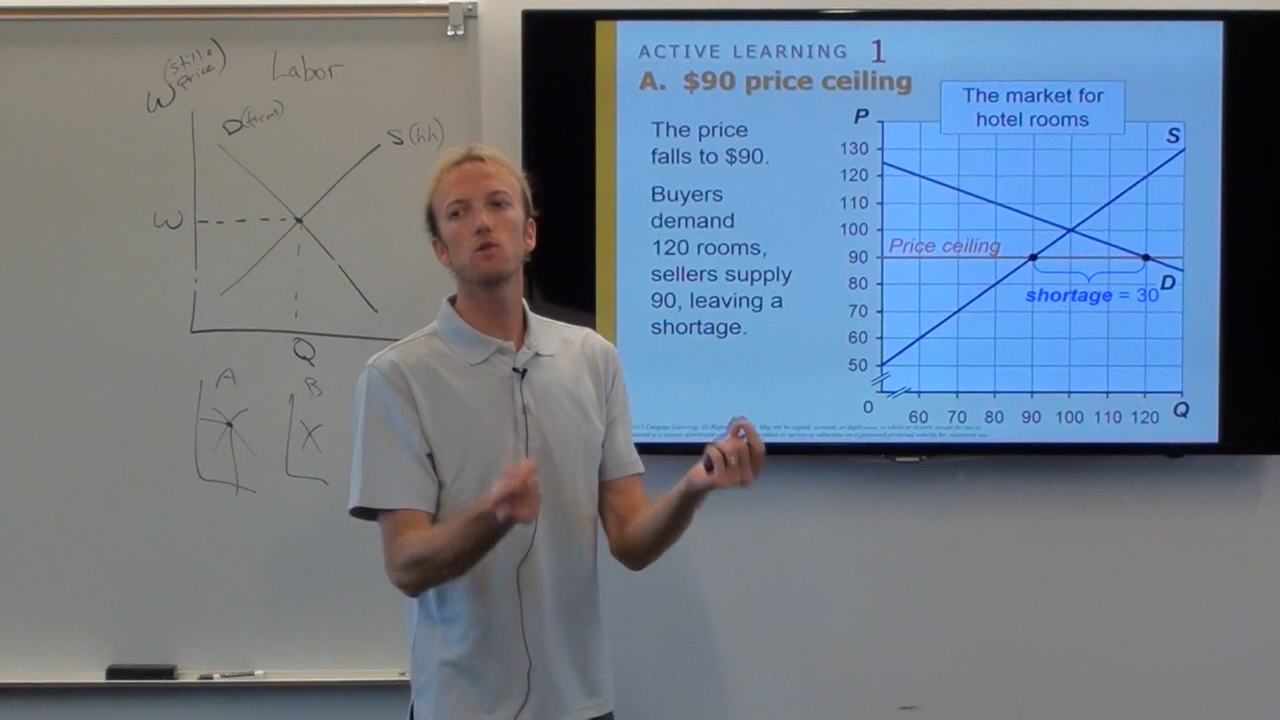 W (still a price)
Labor
D (firms)
S (hh)
W
Q
A
B
ACTIVE LEARNING 1
A. $90 price ceiling
The price
falls to $90.
Buyers
demand
120 rooms,
sellers supply
90, leaving a
shortage.
The market for
hotel rooms
P
S
130
120
110
100
Price ceiling
90
80
D
shortage = 30
70
60
50
0
60 70 80 90 100 110 120
Q